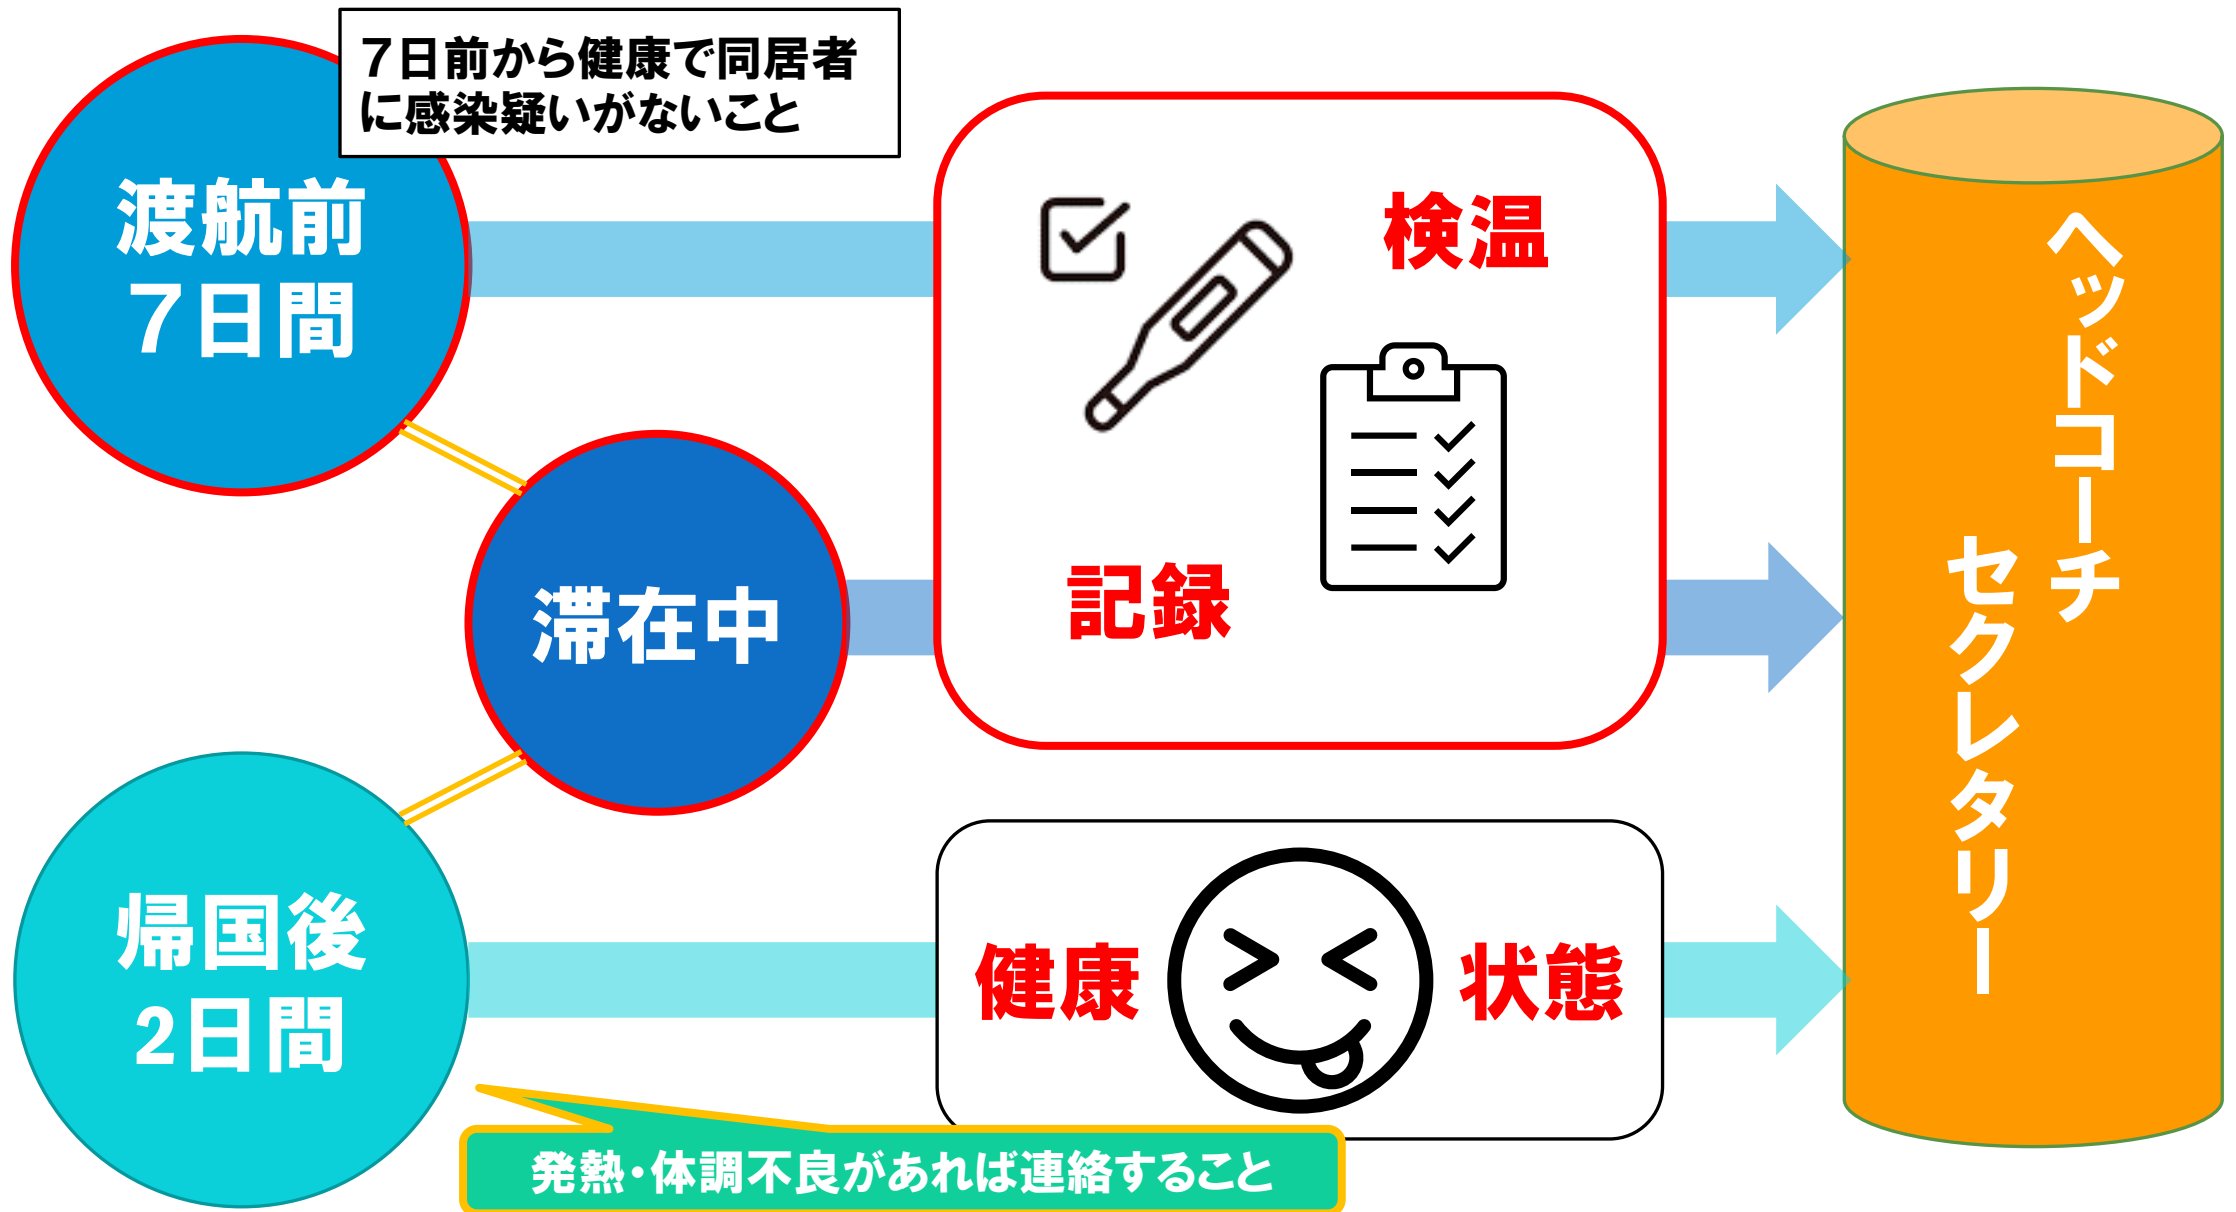 7日前から健康で同居者
に感染疑いがないこと
渡航前
7日間
検温
記録
滞在中
帰国後
2日間
健康
状態
発熱・体調不良があれば連絡すること
ヘッドコーチ
セクレタリー